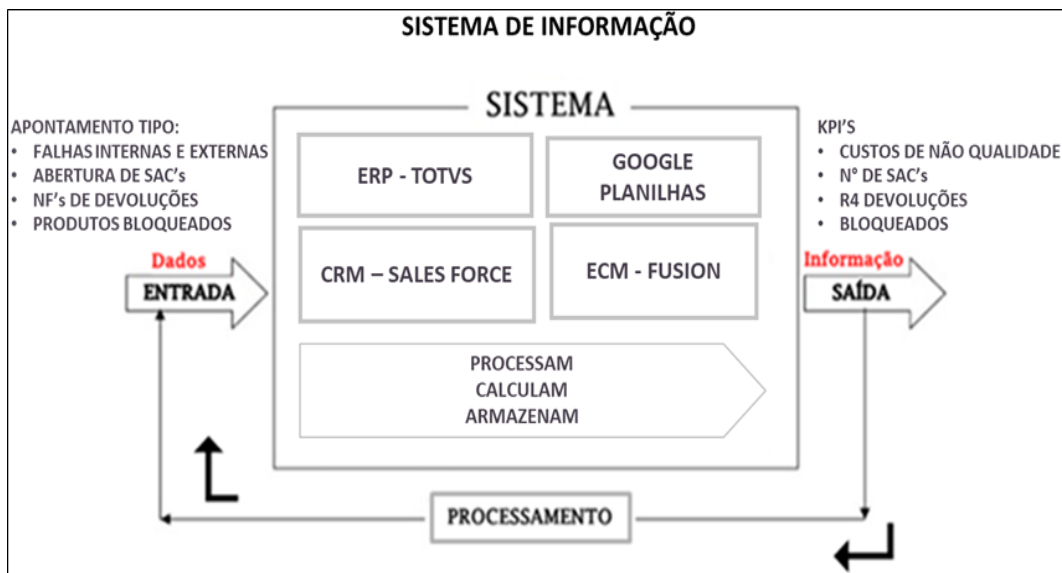 SISTEMA DE INFORMAÇÃO
SISTEMA
APONTAMENTO TIPO:
• FALHAS INTERNAS E EXTERNAS
• ABERTURA DE SAC's
• NF's DE DEVOLUÇÕES
• PRODUTOS BLOQUEADOS
Dados
ENTRADA
ERP - TOTVS
GOOGLE
PLANILHAS
CRM – SALES FORCE
ECM - FUSION
PROCESSAM
CALCULAM
ARMAZENAM
KPI'S
• CUSTOS DE NÃO QUALIDADE
• N° DE SAC's
• R4 DEVOLUÇÕES
• BLOQUEADOS
Informação
SAÍDA
PROCESSAMENTO